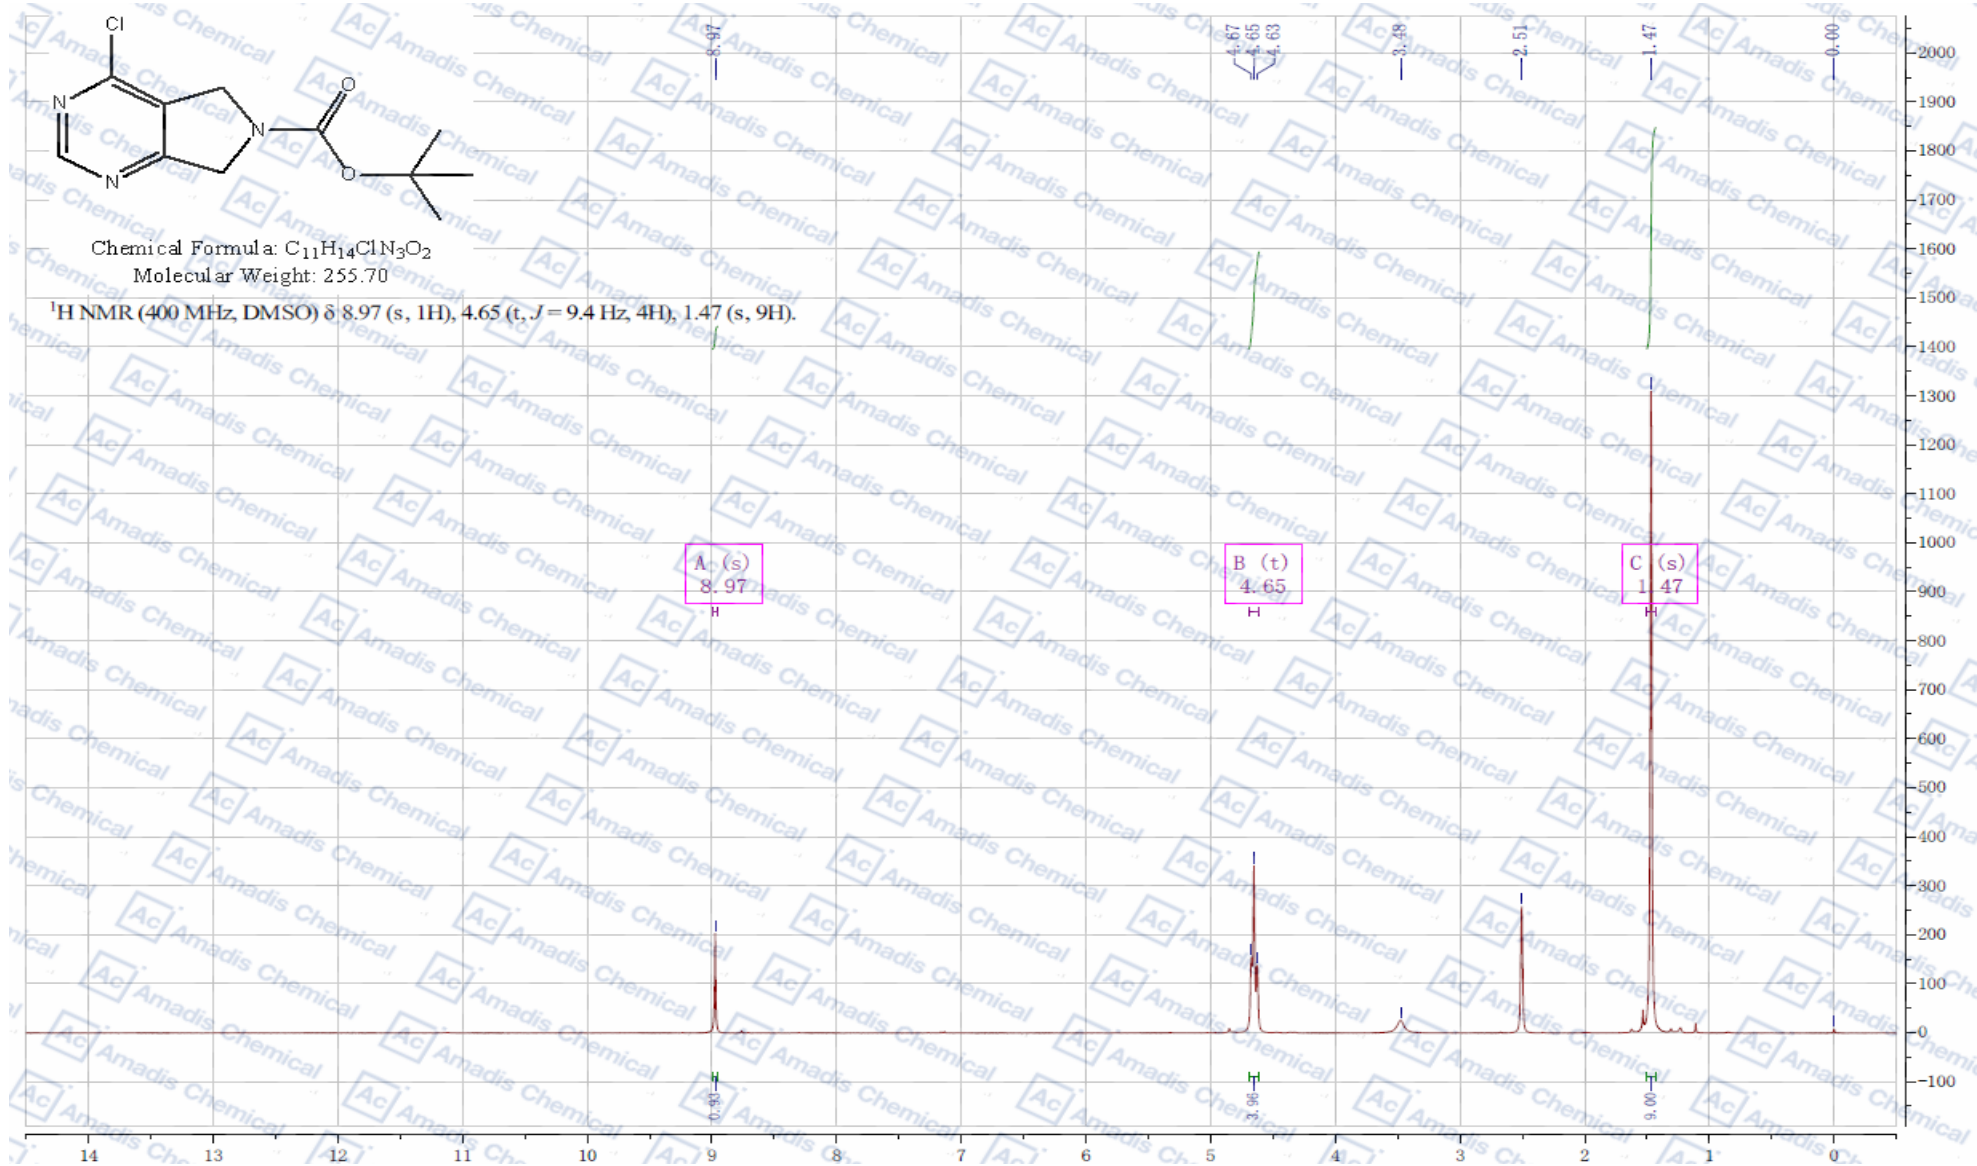 Cl
N
N
N
O
O
Chemical Formula: C₁₁H₁₄ClN₃O₂
Molecular Weight: 255.70
¹H NMR (400 MHz, DMSO) δ 8.97 (s, 1H), 4.65 (t, J = 9.4 Hz, 4H), 1.47 (s, 9H).
8.97
4.67
4.65
4.63
3.48
2.51
1.47
0.00
A (s)
8.97
B (t)
4.65
C (s)
1.47
2000
1900
1800
1700
1600
1500
1400
1300
1200
1100
1000
900
800
700
600
500
400
300
200
100
0
-100
0.93
3.96
9.00
14 13 12 11 10 9 8 7 6 5 4 3 2 1 0
Ac Amadis Chemical